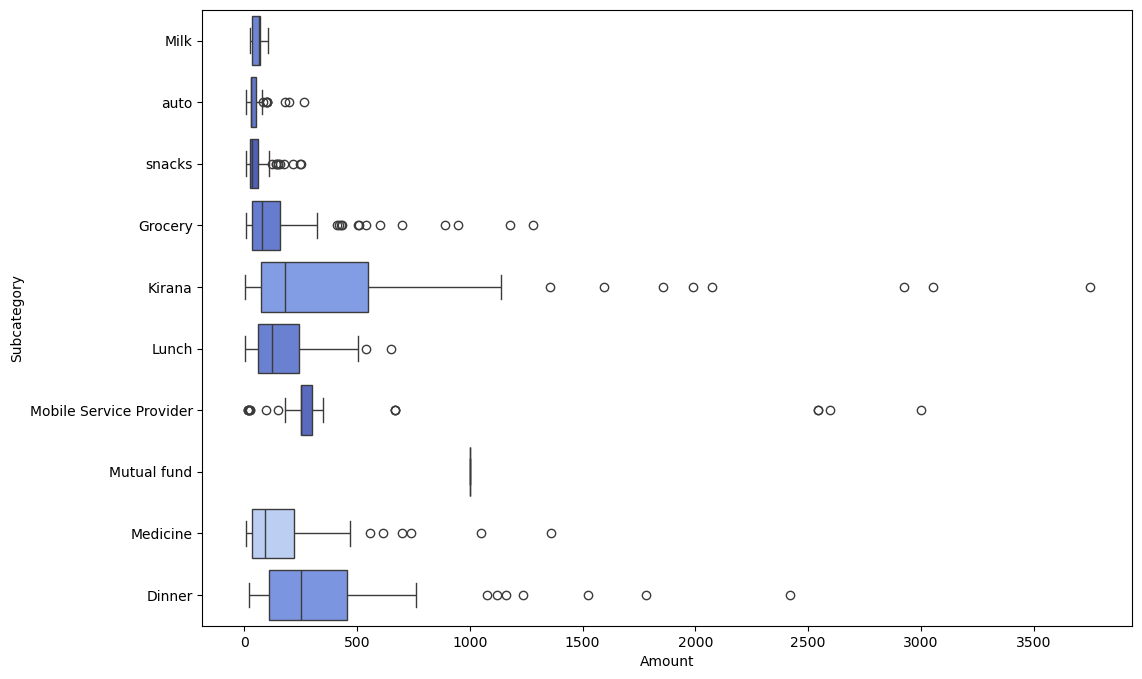 Milk
auto
snacks
Grocery
Kirana
Lunch
Mobile Service Provider
Mutual fund
Medicine
Dinner
Subcategory
0 500 1000 1500 2000 2500 3000 3500
Amount